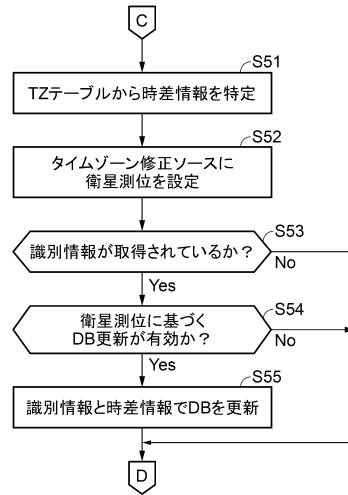 C
S51
TZテーブルから時差情報を特定
S52
タイムゾーン修正ソースに
衛星測位を設定
S53
識別情報が取得されているか？
No
Yes
S54
衛星測位に基づく
DB更新が有効か？
No
Yes
S55
識別情報と時差情報でDBを更新
D